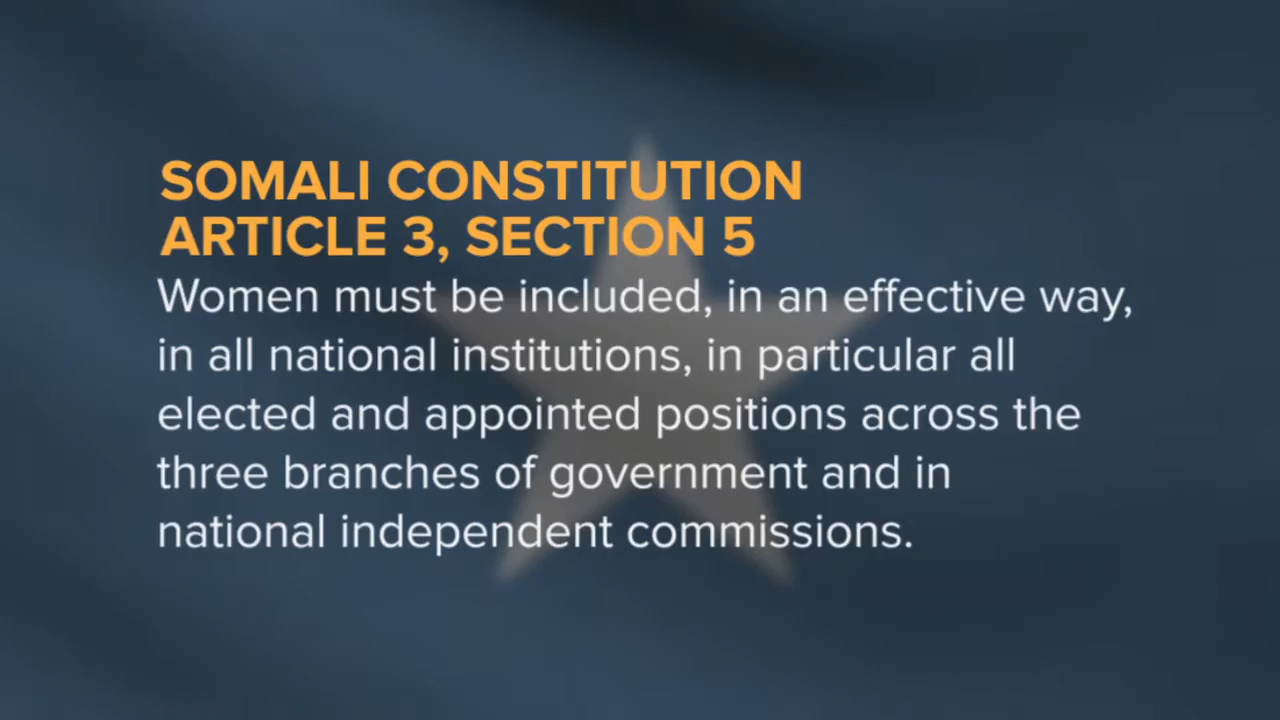 SOMALI CONSTITUTION
ARTICLE 3, SECTION 5
Women must be included, in an effective way,
in all national institutions, in particular all
elected and appointed positions across the
three branches of government and in
national independent commissions.